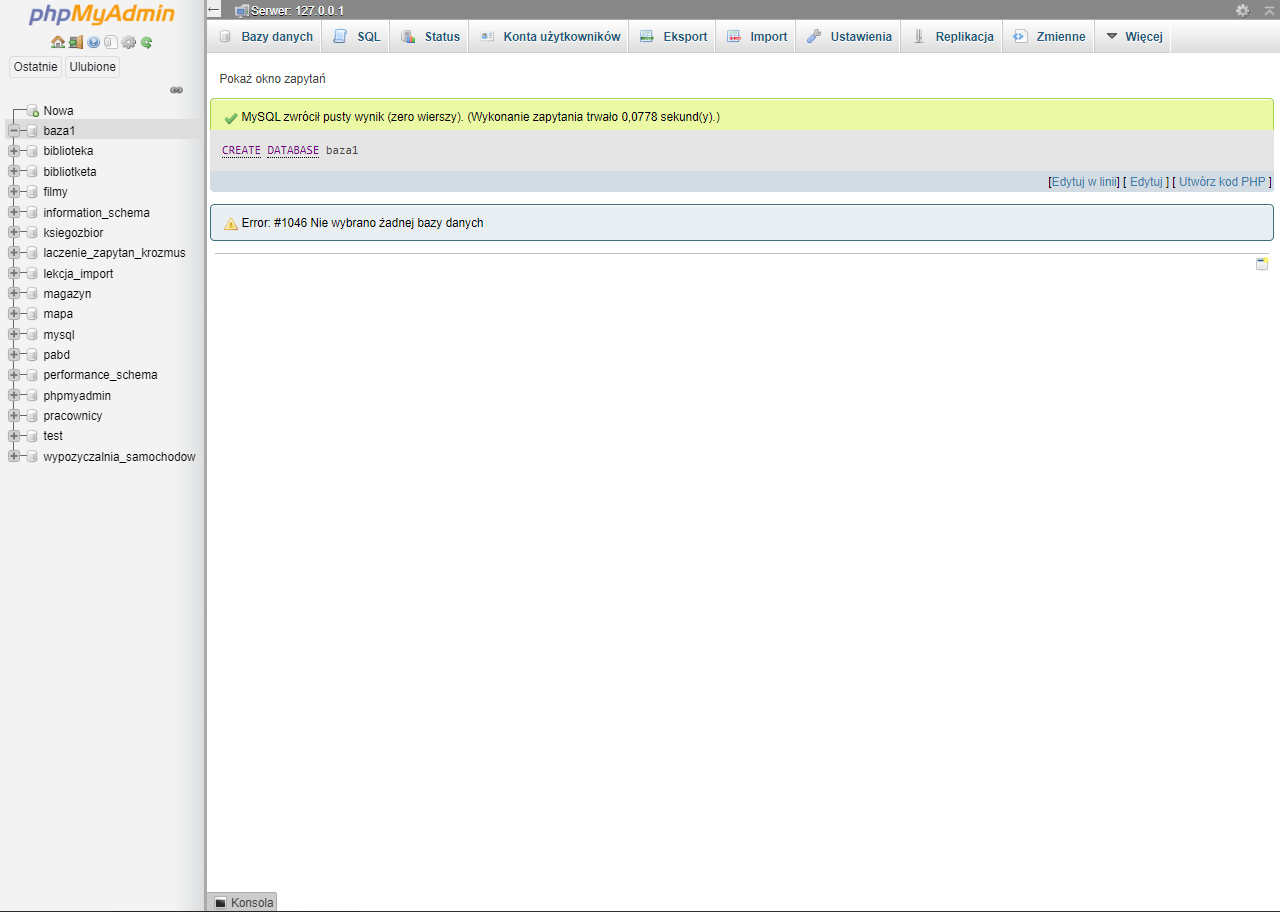 phpMyAdmin
Ostatnie Ulubione
Nowa
baza1
biblioteka
bibliotketa
filmy
information_schema
ksiegozbior
laczenie_zapytan_krozmus
lekcja_import
magazyn
mapa
mysql
pabd
performance_schema
phpmyadmin
pracownicy
test
wypozyczalnia_samochodow
Serwer: 127.0.0.1
Bazy danych SQL Status Konta użytkowników Eksport Import Ustawienia Replikacja Zmienne Więcej
Pokaż okno zapytań
MySQL zwrócił pusty wynik (zero wierszy). (Wykonanie zapytania trwało 0,0778 sekund(y).)
CREATE DATABASE baza1
[Edytuj w linii] [ Edytuj ] [ Utwórz kod PHP ]
Error: #1046 Nie wybrano żadnej bazy danych
Konsola